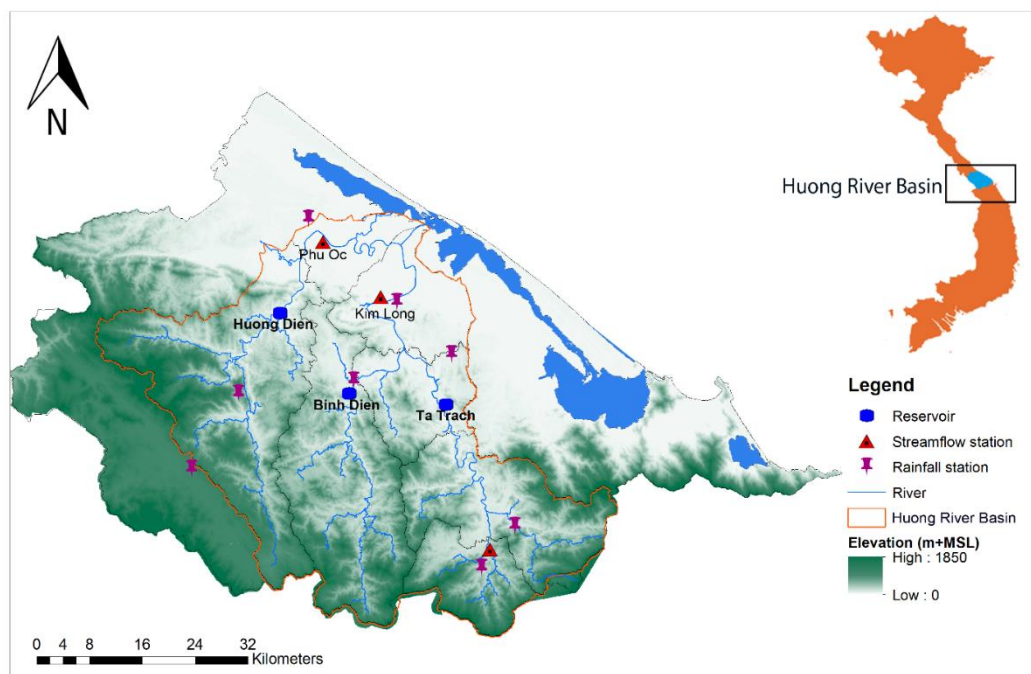 N
Huong River Basin
Phu Oc
Kim Long
Huong Dien
Binh Dien
Ta Trach
Legend
Reservoir
Streamflow station
Rainfall station
River
Huong River Basin
Elevation (m+MSL)
High : 1850
Low : 0
0 4 8 16 24 32
Kilometers